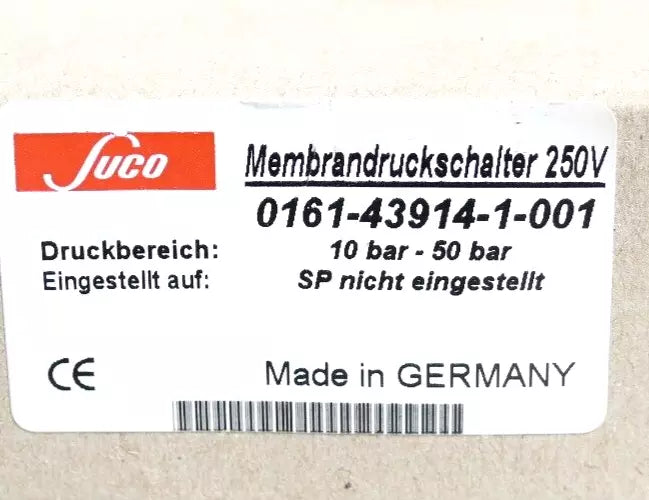 Suco
Membrandruckschalter 250V
0161-43914-1-001
Druckbereich: 10 bar - 50 bar
Eingestellt auf: SP nicht eingestellt
CE Made in GERMANY